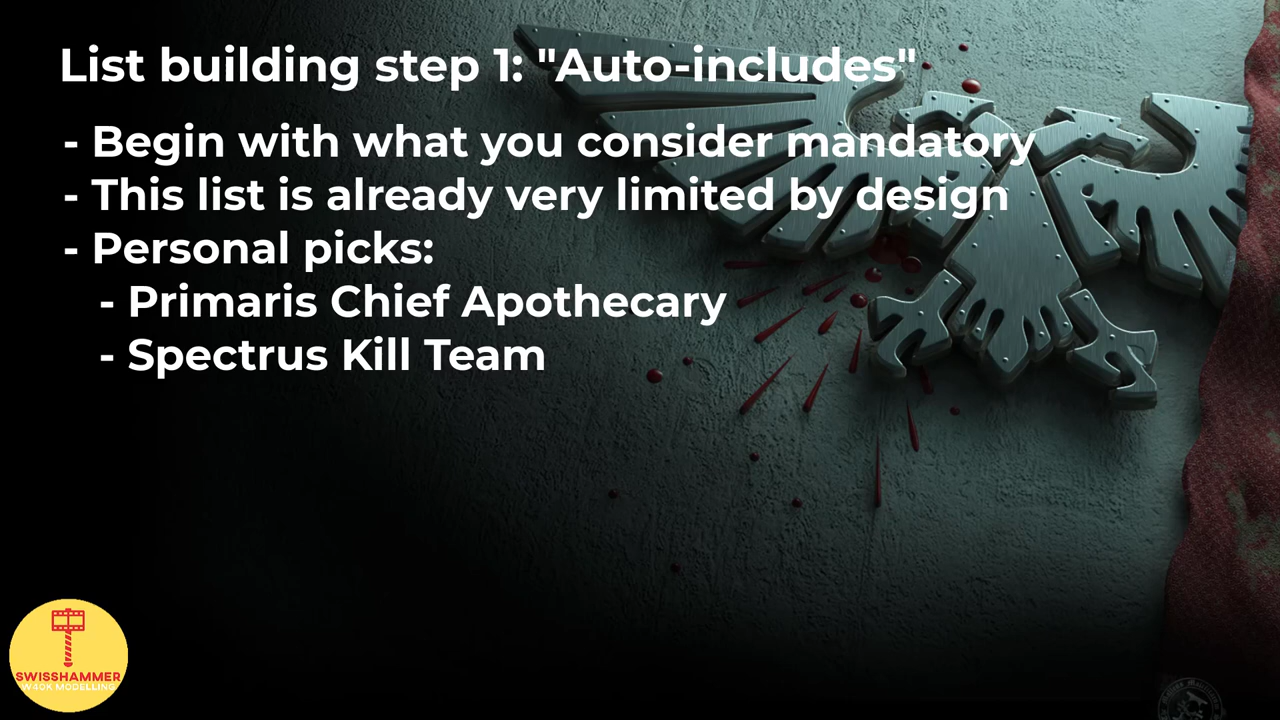 List building step 1: "Auto-includes"
- Begin with what you consider mandatory
- This list is already very limited by design
- Personal picks:
- Primaris Chief Apothecary
- Spectrus Kill Team
SWISSHAMMER
W40K MODELLING